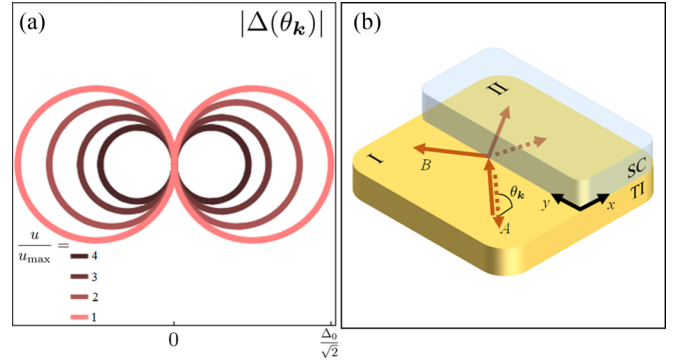 (a)
|Δ(θ_k)|
u/u_max =
4
3
2
1
0
Δ_0/√2
(b)
I
II
B
A
θ_k
y
x
SC
TI